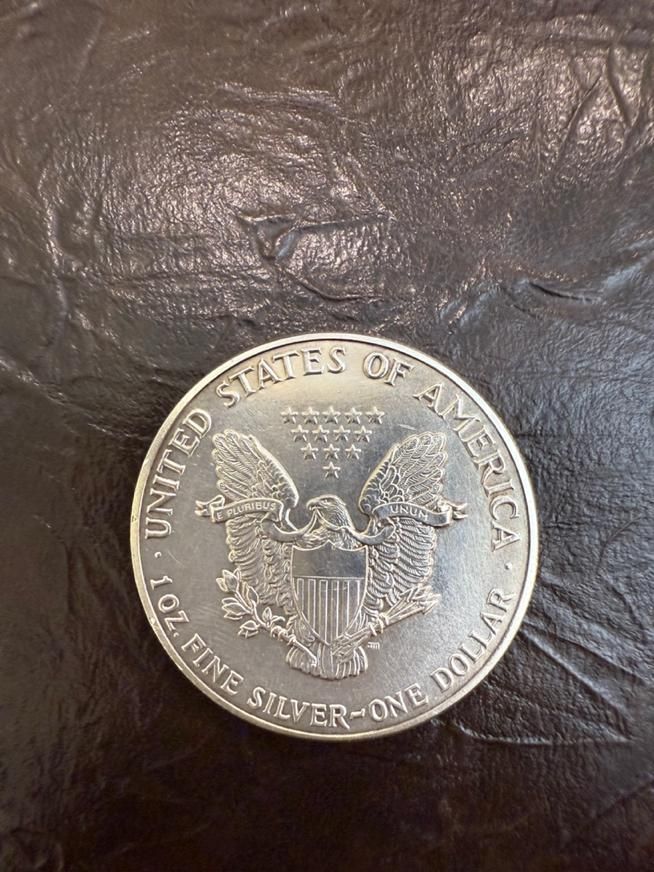 UNITED STATES OF AMERICA
E PLURIBUS UNUM
1 OZ. FINE SILVER~ONE DOLLAR